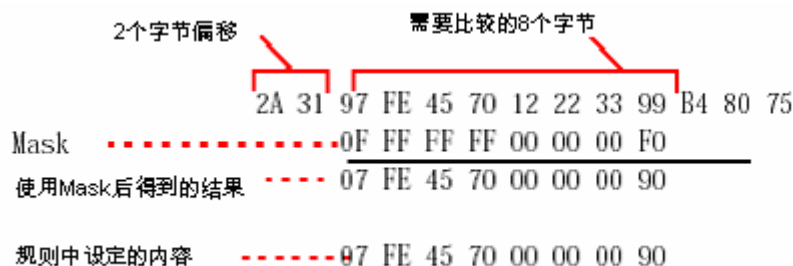 2个字节偏移
需要比较的8个字节
2A 31 97 FE 45 70 12 22 33 99 B4 80 75
Mask 0F FF FF FF 00 00 00 F0
使用Mask后得到的结果 07 FE 45 70 00 00 00 90
规则中设定的内容 07 FE 45 70 00 00 00 90